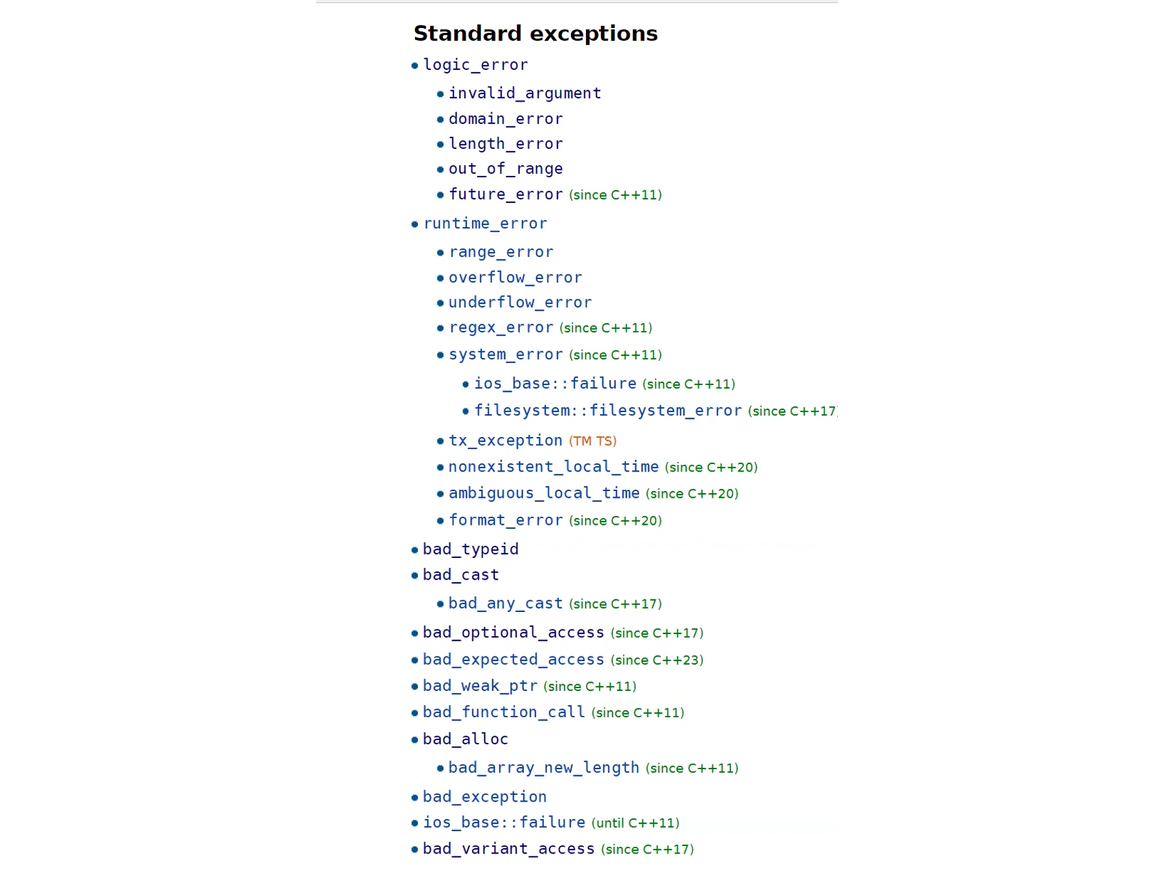 Standard exceptions
logic_error
invalid_argument
domain_error
length_error
out_of_range
future_error (since C++11)
runtime_error
range_error
overflow_error
underflow_error
regex_error (since C++11)
system_error (since C++11)
ios_base::failure (since C++11)
filesystem::filesystem_error (since C++17)
tx_exception (TM TS)
nonexistent_local_time (since C++20)
ambiguous_local_time (since C++20)
format_error (since C++20)
bad_typeid
bad_cast
bad_any_cast (since C++17)
bad_optional_access (since C++17)
bad_expected_access (since C++23)
bad_weak_ptr (since C++11)
bad_function_call (since C++11)
bad_alloc
bad_array_new_length (since C++11)
bad_exception
ios_base::failure (until C++11)
bad_variant_access (since C++17)